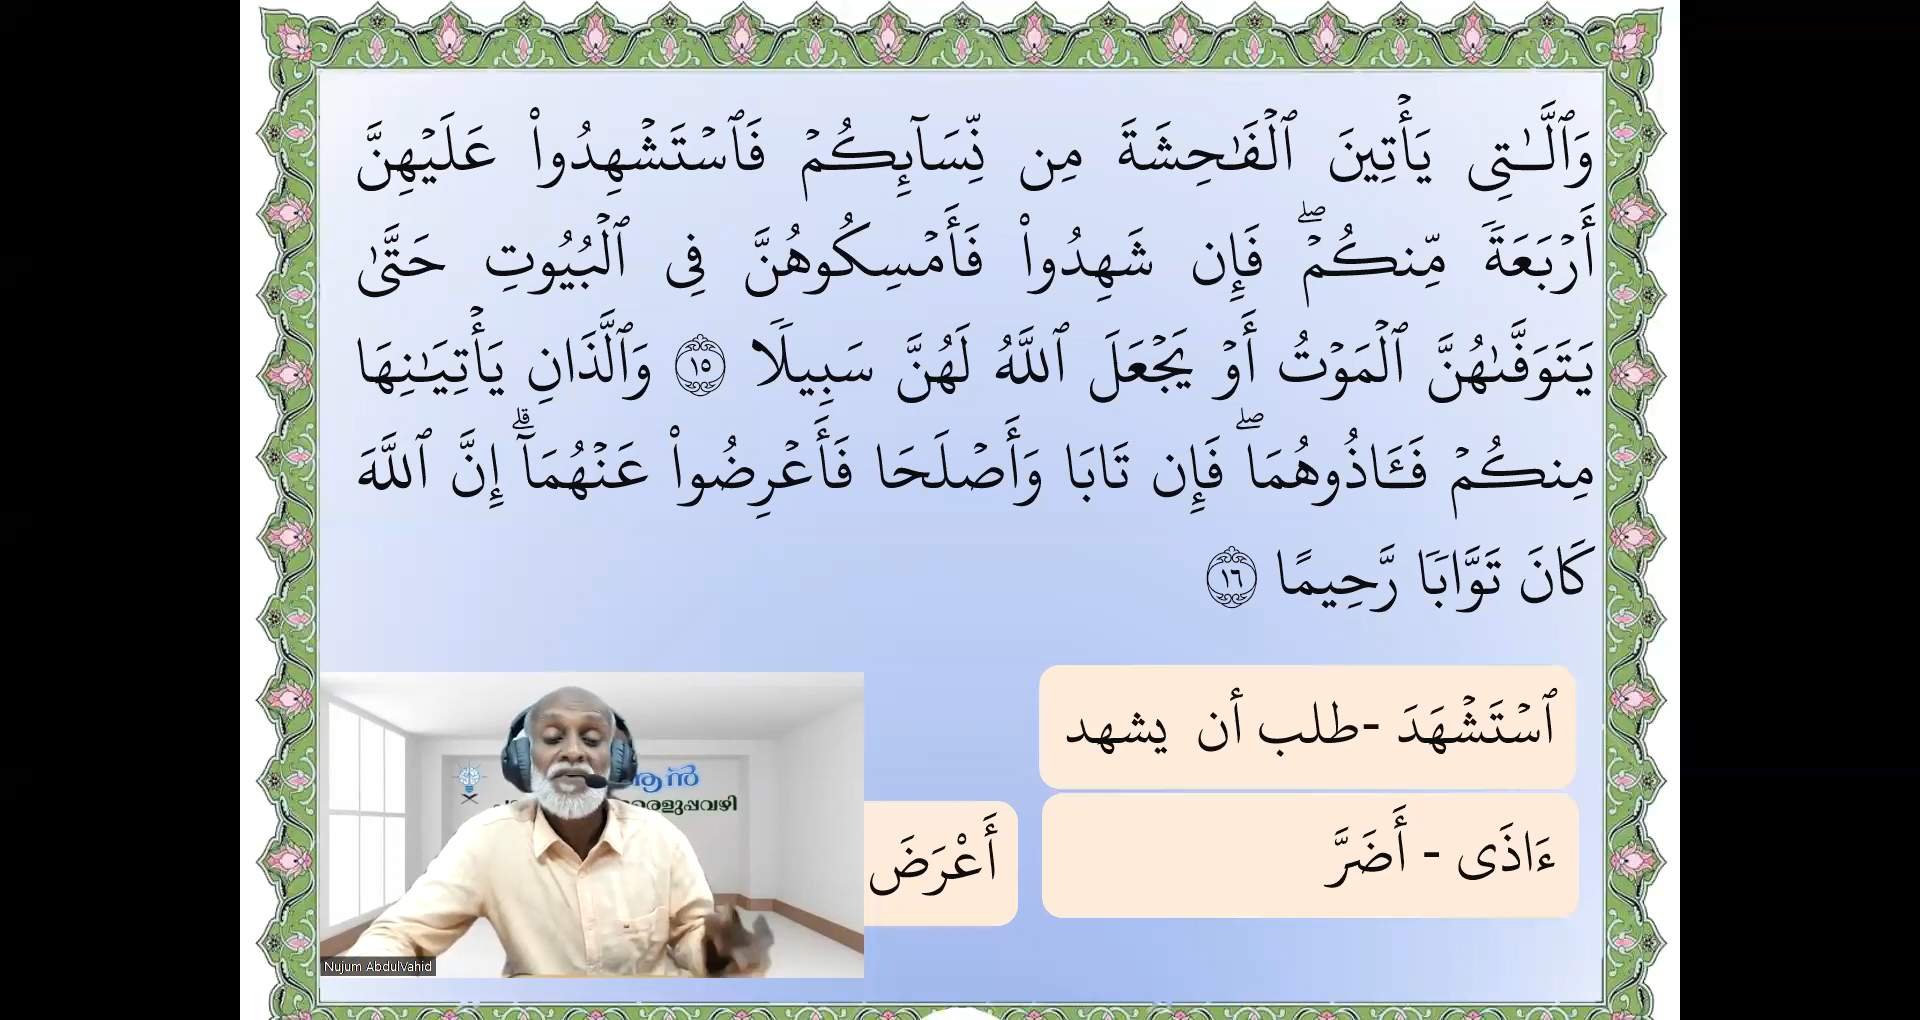 وَٱلَّـٰتِى يَأْتِينَ ٱلْفَـٰحِشَةَ مِن نِّسَآئِكُمْ فَٱسْتَشْهِدُوا۟ عَلَيْهِنَّ
أَرْبَعَةً مِّنكُمْ ۖ فَإِن شَهِدُوا۟ فَأَمْسِكُوهُنَّ فِى ٱلْبُيُوتِ حَتَّىٰ
يَتَوَفَّىٰهُنَّ ٱلْمَوْتُ أَوْ يَجْعَلَ ٱللَّهُ لَهُنَّ سَبِيلًا ١٥ وَٱلَّذَانِ يَأْتِيَـٰنِهَا
مِنكُمْ فَـَٔاذُوهُمَا ۖ فَإِن تَابَا وَأَصْلَحَا فَأَعْرِضُوا۟ عَنْهُمَآ ۗ إِنَّ ٱللَّهَ
كَانَ تَوَّابًا رَّحِيمًا ١٦
ٱسْتَشْهَدَ -طلب أن يشهد
ءَاذَى - أَضَرَّ
أَعْرَضَ
Nujum AbdulVahid